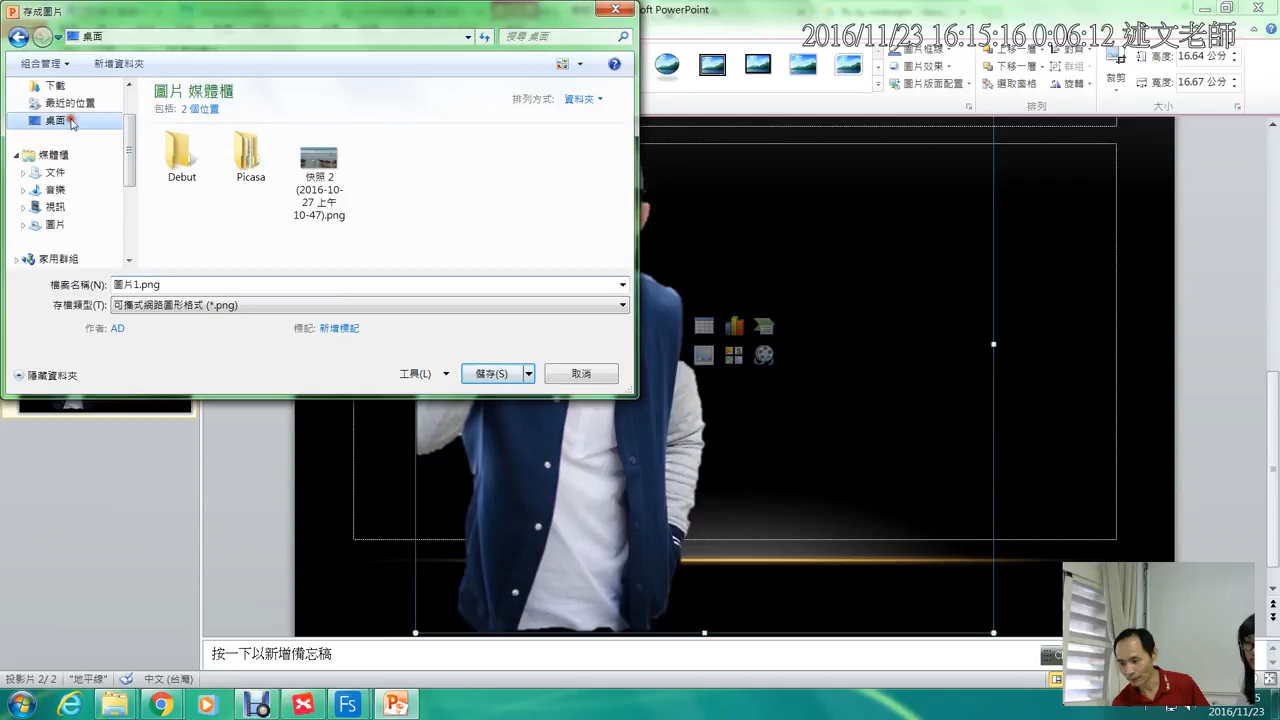 存成圖片
soft PowerPoint
桌面
搜尋 桌面
2016/11/23 16:15:16 0:06:12 述文老師
組合管理
新增資料夾
圖片框線
圖片效果
圖片版面配置
上移一層
下移一層
選取窗格
對齊
群組
旋轉
裁剪
高度: 16.64 公分
寬度: 16.67 公分
排列
大小
下載
最近的位置
桌面
媒體櫃
文件
音樂
視訊
圖片
家用群組
圖片 媒體櫃
包括: 2 個位置
排列方式: 資料夾
Debut
Picasa
快照 2
(2016-10-
27 上午
10-47).png
檔案名稱(N): 圖片1.png
存檔類型(T): 可攜式網路圖形格式 (*.png)
作者: AD
標記: 新增標記
隱藏資料夾
工具(L)
儲存(S)
取消
按一下以新增備忘稿
投影片 2/ 2
"地平線"
中文 (台灣)
2016/11/23